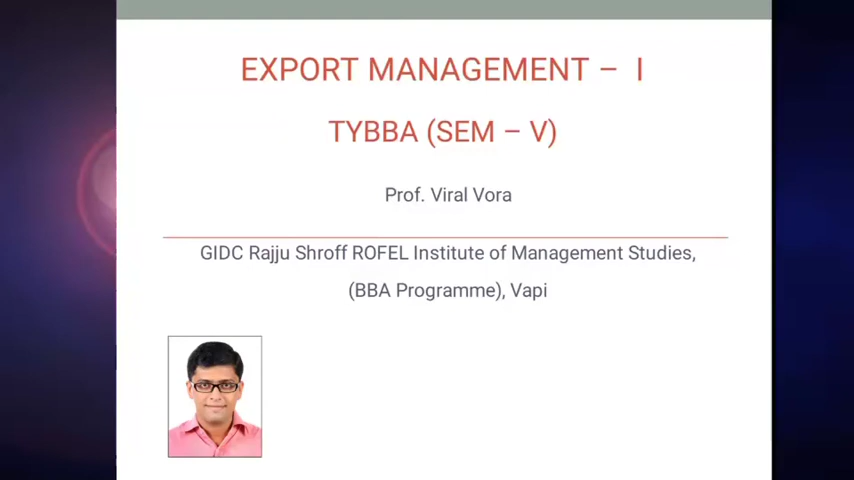 EXPORT MANAGEMENT – I
TYBBA (SEM – V)
Prof. Viral Vora
GIDC Rajju Shroff ROFEL Institute of Management Studies,
(BBA Programme), Vapi